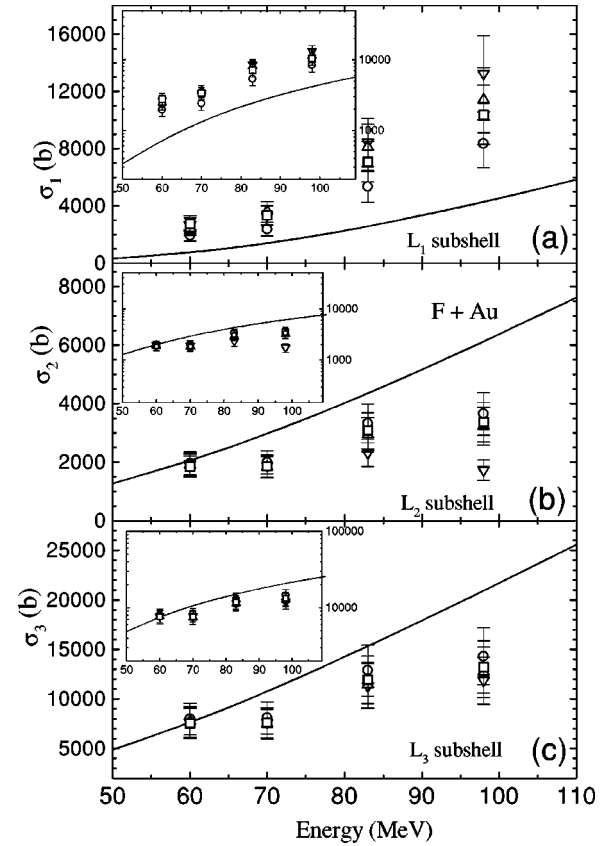 16000
12000
8000
4000
0
σ₁ (b)
10000
1000
50 60 70 80 90 100
L₁ subshell
(a)
8000
6000
4000
2000
0
σ₂ (b)
10000
1000
50 60 70 80 90 100
F + Au
L₂ subshell
(b)
25000
20000
15000
10000
5000
σ₃ (b)
100000
10000
50 60 70 80 90 100
L₃ subshell
(c)
50 60 70 80 90 100 110
Energy (MeV)